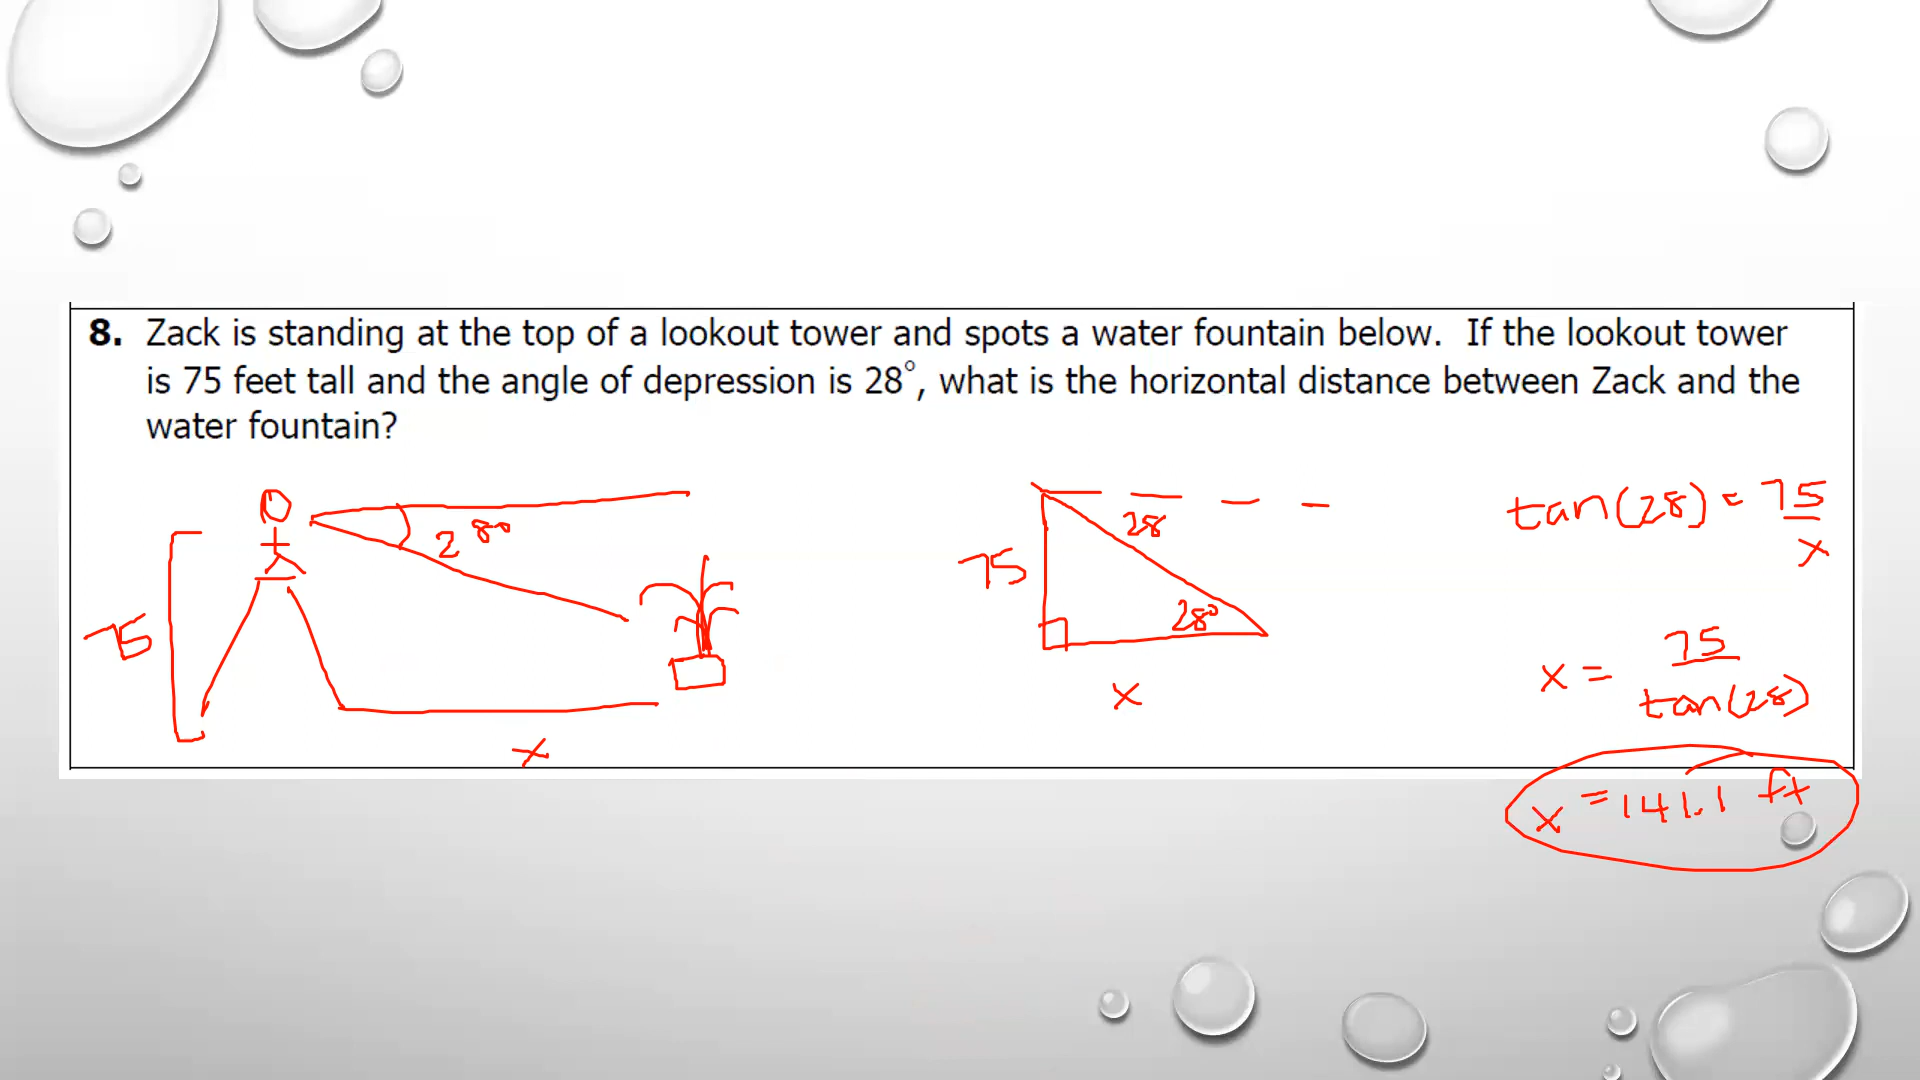 8. Zack is standing at the top of a lookout tower and spots a water fountain below. If the lookout tower
is 75 feet tall and the angle of depression is 28°, what is the horizontal distance between Zack and the
water fountain?
28°
75
x
28
75
28°
x
tan(28) = 75/x
x = 75/tan(28)
x = 141.1 ft